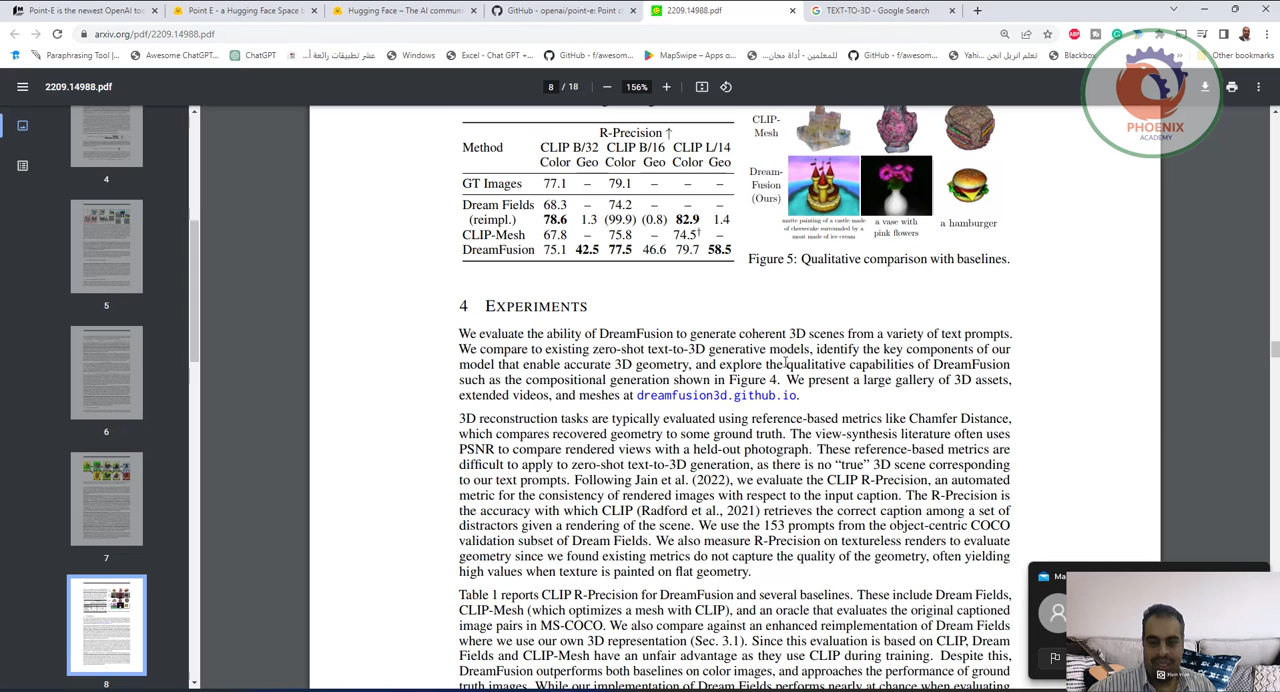 Point-E is the newest OpenAI too
Point E - a Hugging Face Space b
Hugging Face – The AI commun
GitHub - openai/point-e: Point c
2209.14988.pdf
TEXT-TO-3D - Google Search
arxiv.org/pdf/2209.14988.pdf
Paraphrasing Tool |...
Awesome ChatGPT...
ChatGPT
عشر تطبيقات رائعة أ...
Windows
Excel
GPT +...
GitHub - f/awesom...
MapSwipe – Apps o...
للمعلمين - أداة مجان...
GitHub - f/awesom...
Yahi...
تعلم اتريل اتجن
Blackbox
Other bookmarks
2209.14988.pdf
8 / 18
156%
PHOENIX
ACADEMY
4
5
6
7
8
R-Precision ↑
Method CLIP B/32 CLIP B/16 CLIP L/14
Color Geo Color Geo Color Geo
GT Images 77.1 – 79.1 – – –
Dream Fields 68.3 – 74.2 – – –
(reimpl.) 78.6 1.3 (99.9) (0.8) 82.9 1.4
CLIP-Mesh 67.8 – 75.8 – 74.5† –
DreamFusion 75.1 42.5 77.5 46.6 79.7 58.5
CLIP-
Mesh
Dream-
Fusion
(Ours)
matte painting of a castle made
of cheesecake surrounded by a
moat made of ice cream
a vase with
pink flowers
a hamburger
Figure 5: Qualitative comparison with baselines.
4 EXPERIMENTS
We evaluate the ability of DreamFusion to generate coherent 3D scenes from a variety of text prompts.
We compare to existing zero-shot text-to-3D generative models, identify the key components of our
model that enable accurate 3D geometry, and explore the qualitative capabilities of DreamFusion
such as the compositional generation shown in Figure 4. We present a large gallery of 3D assets,
extended videos, and meshes at dreamfusion3d.github.io.
3D reconstruction tasks are typically evaluated using reference-based metrics like Chamfer Distance,
which compares recovered geometry to some ground truth. The view-synthesis literature often uses
PSNR to compare rendered views with a held-out photograph. These reference-based metrics are
difficult to apply to zero-shot text-to-3D generation, as there is no “true” 3D scene corresponding
to our text prompts. Following Jain et al. (2022), we evaluate the CLIP R-Precision, an automated
metric for the consistency of rendered images with respect to the input caption. The R-Precision is
the accuracy with which CLIP (Radford et al., 2021) retrieves the correct caption among a set of
distractors given a rendering of the scene. We use the 153 prompts from the object-centric COCO
validation subset of Dream Fields. We also measure R-Precision on textureless renders to evaluate
geometry since we found existing metrics do not capture the quality of the geometry, often yielding
high values when texture is painted on flat geometry.
Table 1 reports CLIP R-Precision for DreamFusion and several baselines. These include Dream Fields,
CLIP-Mesh (which optimizes a mesh with CLIP), and an oracle that evaluates the original captioned
image pairs in MS-COCO. We also compare against an enhanced reimplementation of Dream Fields
where we use our own 3D representation (Sec. 3.1). Since this evaluation is based on CLIP, Dream
Fields and CLIP-Mesh have an unfair advantage as they use CLIP during training. Despite this,
DreamFusion outperforms both baselines on color images, and approaches the performance of ground
truth images. While our implementation of Dream Fields performs nearly at chance when evaluating
Ma